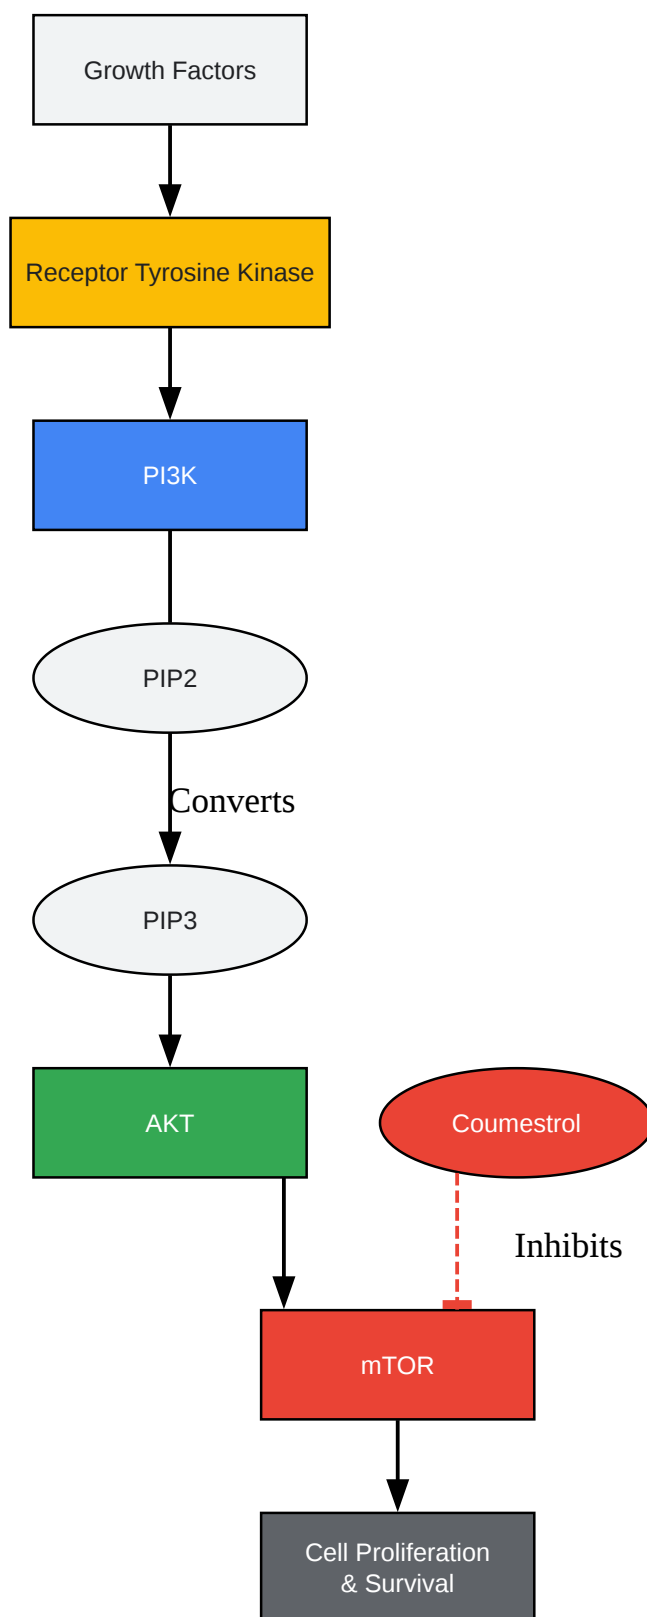 Growth Factors
Receptor Tyrosine Kinase
PI3K
PIP2
Converts
PIP3
AKT
Coumestrol
Inhibits
mTOR
Cell Proliferation
& Survival